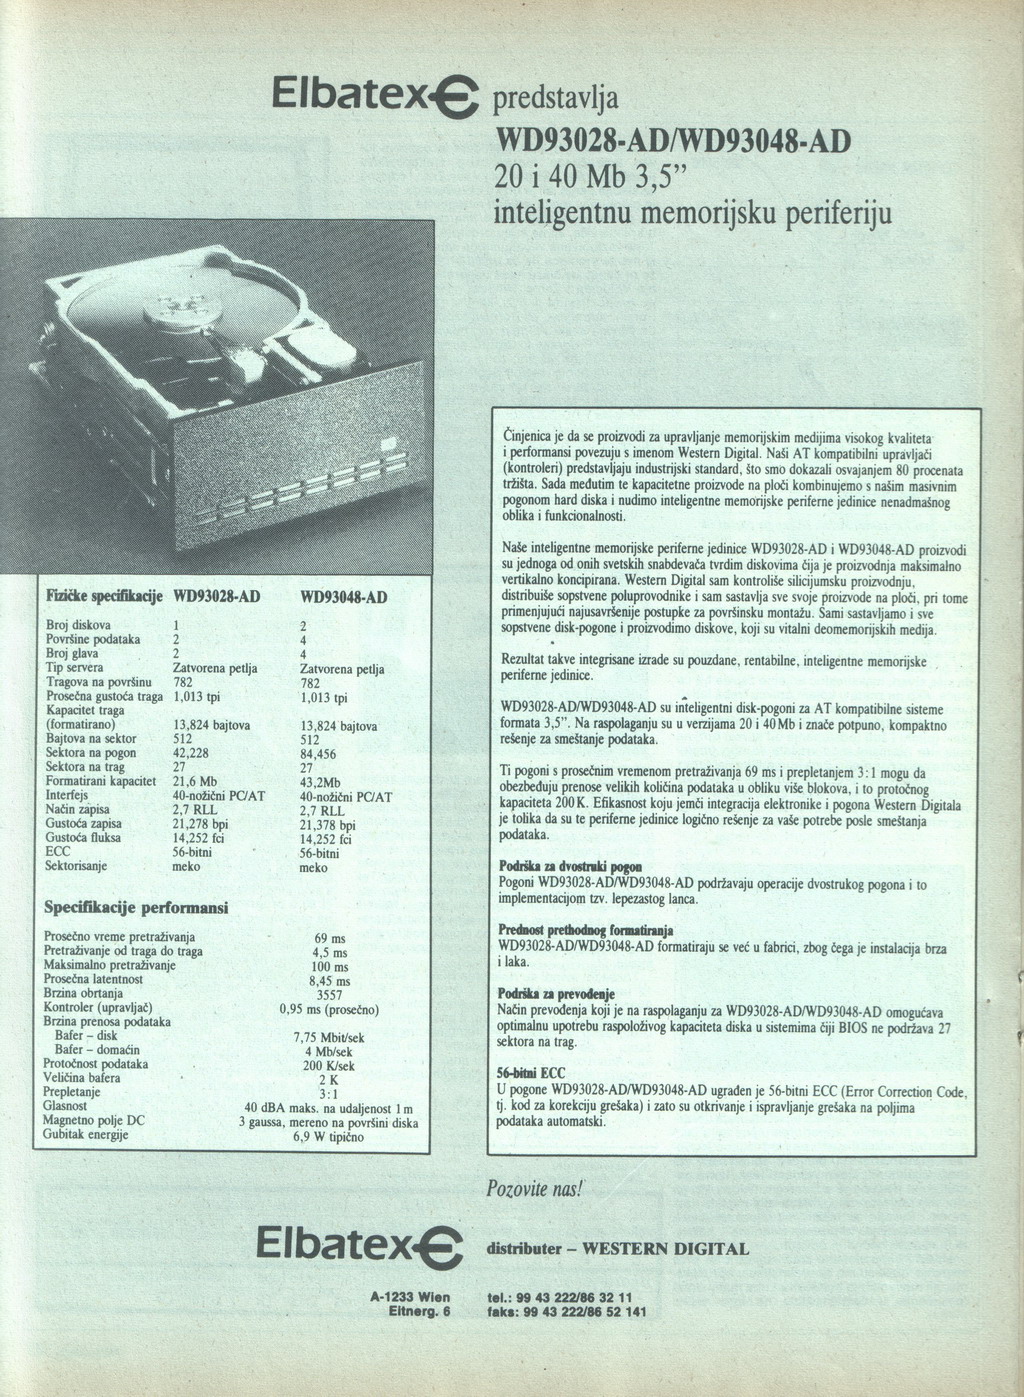 Elbatex predstavlja
WD93028-AD/WD93048-AD
20 i 40 Mb 3,5”
inteligentnu memorijsku periferiju
Fizičke specifikacije WD93028-AD WD93048-AD
Broj diskova 1 2
Površine podataka 2 4
Broj glava 2 4
Tip servera Zatvorena petlja Zatvorena petlja
Tragova na površinu 782 782
Prosečna gustoća traga 1,013 tpi 1,013 tpi
Kapacitet traga
(formatirano) 13,824 bajtova 13,824 bajtova
Bajtova na sektor 512 512
Sektora na pogon 42,228 84,456
Sektora na trag 27 27
Formatirani kapacitet 21,6 Mb 43,2Mb
Interfejs 40-nožični PC/AT 40-nožični PC/AT
Način zapisa 2,7 RLL 2,7 RLL
Gustoća zapisa 21,278 bpi 21,378 bpi
Gustoća fluksa 14,252 fci 14,252 fci
ECC 56-bitni 56-bitni
Sektorisanje meko meko
Specifikacije performansi
Prosečno vreme pretraživanja 69 ms
Pretraživanje od traga do traga 4,5 ms
Maksimalno pretraživanje 100 ms
Prosečna latentnost 8,45 ms
Brzina obrtanja 3557
Kontroler (upravljač) 0,95 ms (prosečno)
Brzina prenosa podataka
Bafer – disk 7,75 Mbit/sek
Bafer – domaćin 4 Mb/sek
Protočnost podataka 200 K/sek
Veličina bafera 2 K
Prepletanje 3:1
Glasnost 40 dBA maks. na udaljenost 1 m
Magnetno polje DC 3 gaussa, mereno na površini diska
Gubitak energije 6,9 W tipično
Činjenica je da se proizvodi za upravljanje memorijskim medijima visokog kvaliteta
i performansi povezuju s imenom Western Digital. Naši AT kompatibilni upravljači
(kontroleri) predstavljaju industrijski standard, što smo dokazali osvajanjem 80 procenata
tržišta. Sada međutim te kapacitetne proizvode na ploči kombinujemo s našim masivnim
pogonom hard diska i nudimo inteligentne memorijske periferne jedinice nenadmašnog
oblika i funkcionalnosti.
Naše inteligentne memorijske periferne jedinice WD93028-AD i WD93048-AD proizvodi
su jednoga od onih svetskih snabdevača tvrdim diskovima čija je proizvodnja maksimalno
vertikalno koncipirana. Western Digital sam kontroliše silicijumsku proizvodnju,
distribuiše sopstvene poluprovodnike i sam sastavlja sve svoje proizvode na ploči, pri tome
primenjujući najusavršenije postupke za površinsku montažu. Sami sastavljamo i sve
sopstvene disk-pogone i proizvodimo diskove, koji su vitalni deomemorijskih medija.
Rezultat takve integrisane izrade su pouzdane, rentabilne, inteligentne memorijske
periferne jedinice.
WD93028-AD/WD93048-AD su inteligentni disk-pogoni za AT kompatibilne sisteme
formata 3,5”. Na raspolaganju su u verzijama 20 i 40Mb i znače potpuno, kompaktno
rešenje za smeštanje podataka.
Ti pogoni s prosečnim vremenom pretraživanja 69 ms i prepletanjem 3:1 mogu da
obezbeđuju prenose velikih količina podataka u obliku više blokova, i to protočnog
kapaciteta 200K. Efikasnost koju jemči integracija elektronike i pogona Western Digitala
je tolika da su te periferne jedinice logično rešenje za vaše potrebe posle smeštanja
podataka.
Podrška za dvostruki pogon
Pogoni WD93028-AD/WD93048-AD podržavaju operacije dvostrukog pogona i to
implementacijom tzv. lepezastog lanca.
Prednost prethodnog formatiranja
WD93028-AD/WD93048-AD formatiraju se već u fabrici, zbog čega je instalacija brza
i laka.
Podrška za prevođenje
Način prevođenja koji je na raspolaganju za WD93028-AD/WD93048-AD omogućava
optimalnu upotrebu raspoloživog kapaciteta diska u sistemima čiji BIOS ne podržava 27
sektora na trag.
56-bitni ECC
U pogone WD93028-AD/WD93048-AD ugrađen je 56-bitni ECC (Error Correction Code,
tj. kod za korekciju grešaka) i zato su otkrivanje i ispravljanje grešaka na poljima
podataka automatski.
Pozovite nas!
Elbatex distributer – WESTERN DIGITAL
A-1233 Wien tel.: 99 43 222/86 32 11
Eitnerg. 6 faks: 99 43 222/86 52 141